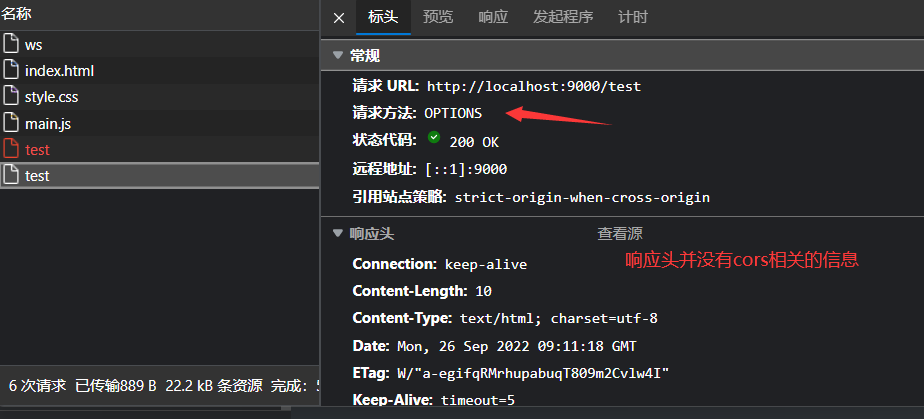 名称
ws
index.html
style.css
main.js
test
test
6 次请求 已传输889 B 22.2 kB 条资源 完成:
标头 预览 响应 发起程序 计时
常规
请求 URL: http://localhost:9000/test
请求方法: OPTIONS
状态代码: 200 OK
远程地址: [::1]:9000
引用站点策略: strict-origin-when-cross-origin
响应头 查看源
响应头并没有cors相关的信息
Connection: keep-alive
Content-Length: 10
Content-Type: text/html; charset=utf-8
Date: Mon, 26 Sep 2022 09:11:18 GMT
ETag: W/"a-egifqRMrhupabuqT809m2Cvlw4I"
Keep-Alive: timeout=5